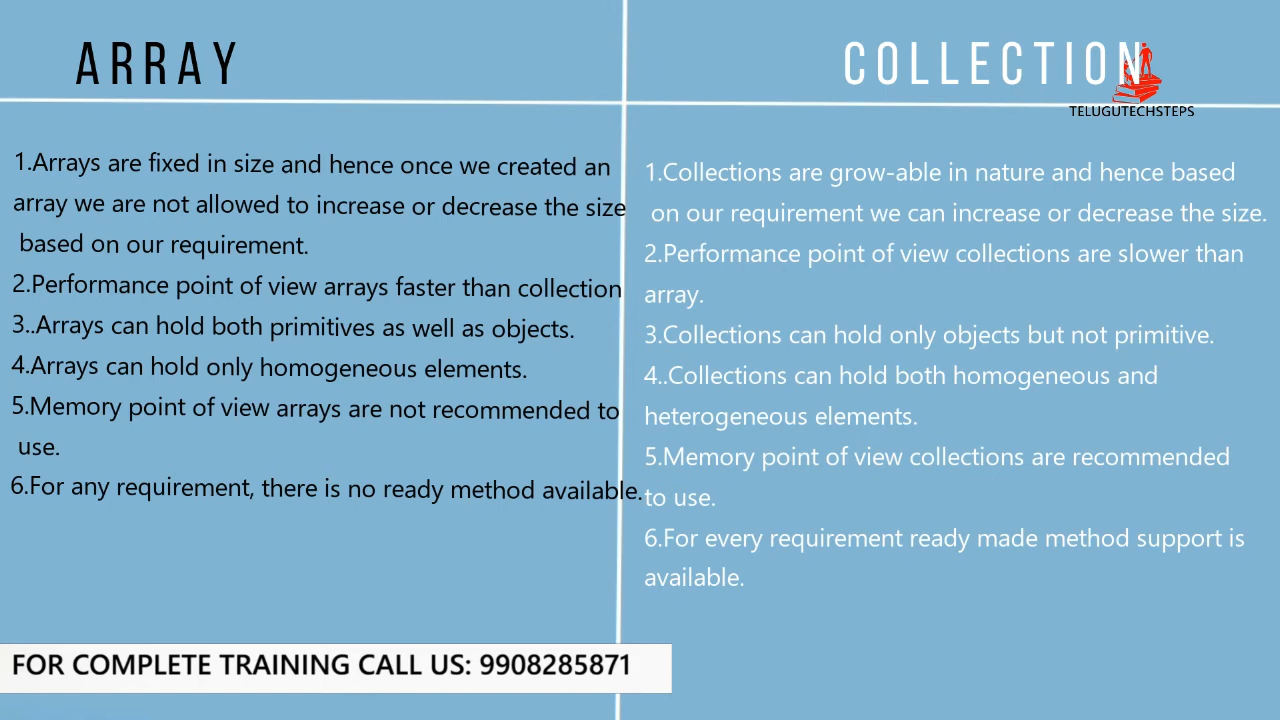 ARRAY
COLLECTION
TELUGUTECHSTEPS
1.Arrays are fixed in size and hence once we created an
array we are not allowed to increase or decrease the size
based on our requirement.
2.Performance point of view arrays faster than collection
3..Arrays can hold both primitives as well as objects.
4.Arrays can hold only homogeneous elements.
5.Memory point of view arrays are not recommended to
use.
6.For any requirement, there is no ready method available.
1.Collections are grow-able in nature and hence based
on our requirement we can increase or decrease the size.
2.Performance point of view collections are slower than
array.
3.Collections can hold only objects but not primitive.
4..Collections can hold both homogeneous and
heterogeneous elements.
5.Memory point of view collections are recommended
to use.
6.For every requirement ready made method support is
available.
FOR COMPLETE TRAINING CALL US: 9908285871